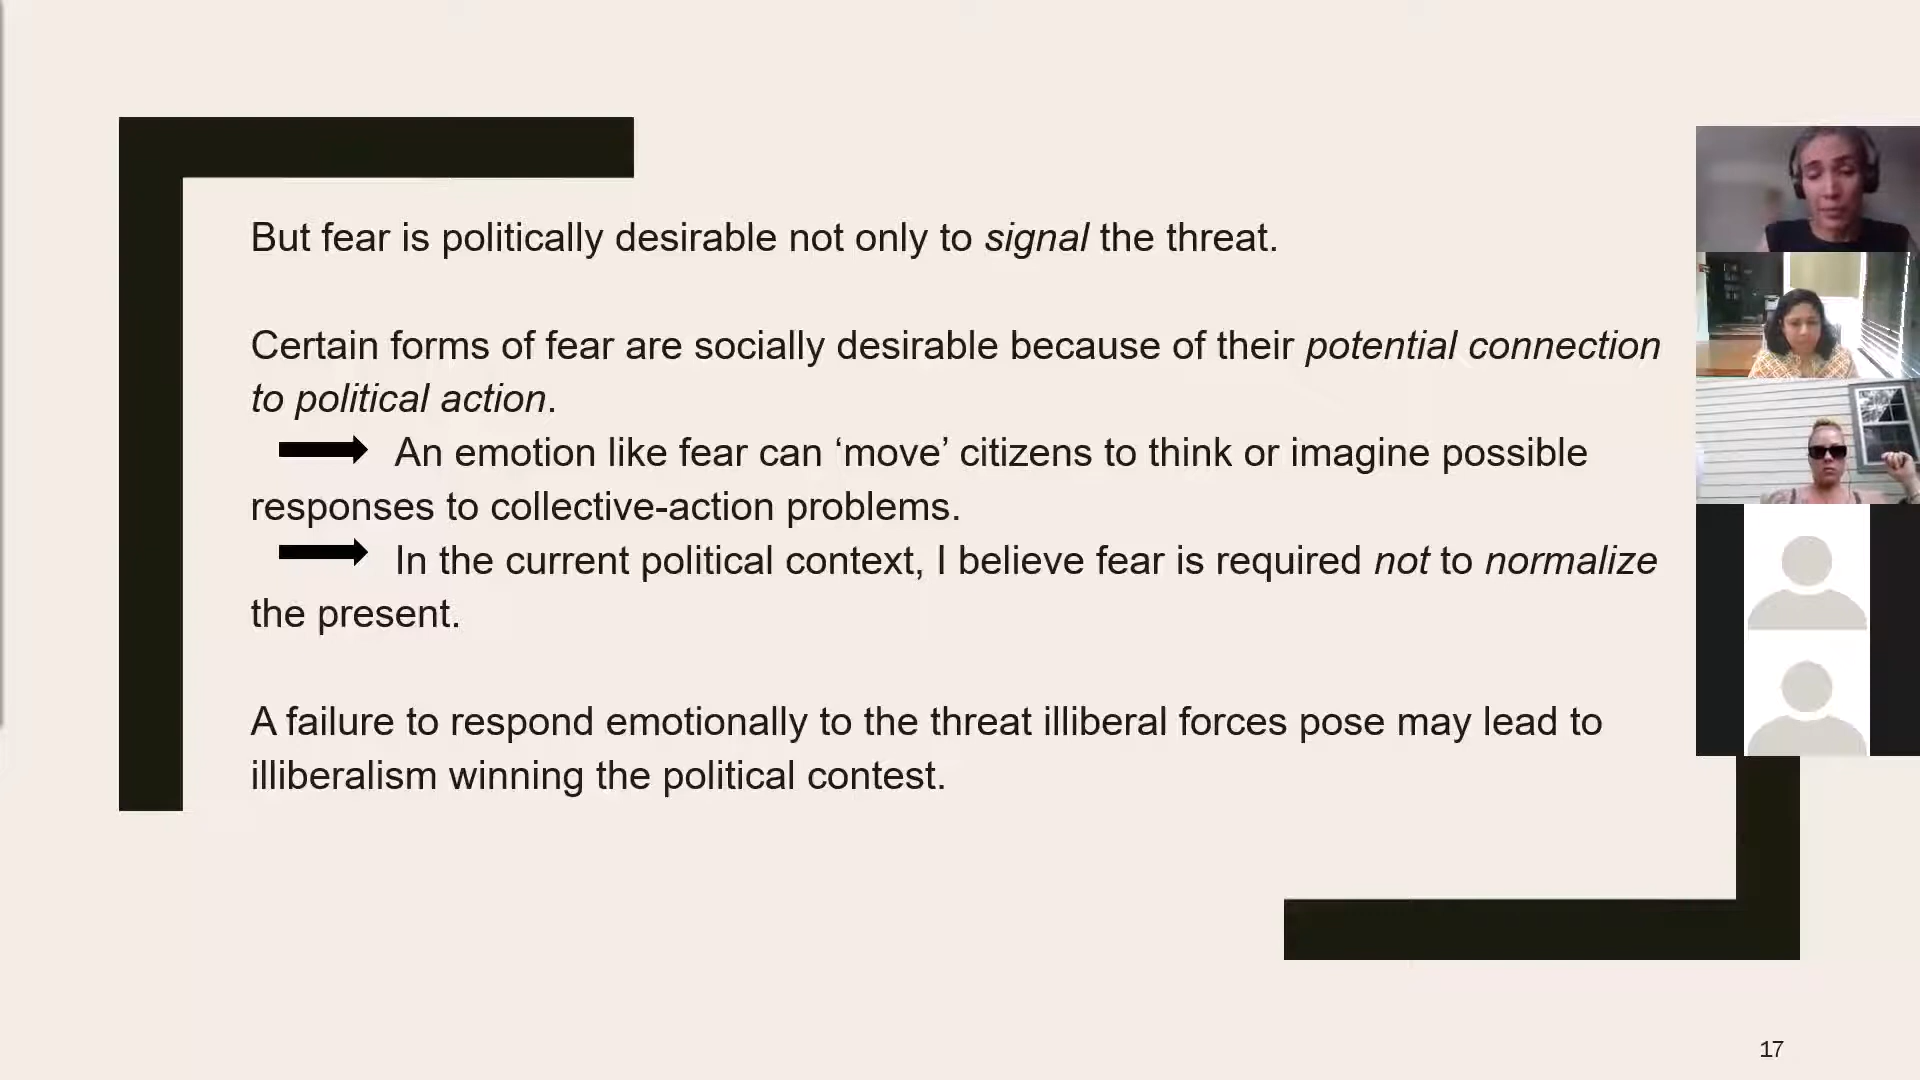 But fear is politically desirable not only to signal the threat.
Certain forms of fear are socially desirable because of their potential connection
to political action.
An emotion like fear can ‘move’ citizens to think or imagine possible
responses to collective-action problems.
In the current political context, I believe fear is required not to normalize
the present.
A failure to respond emotionally to the threat illiberal forces pose may lead to
illiberalism winning the political contest.
17